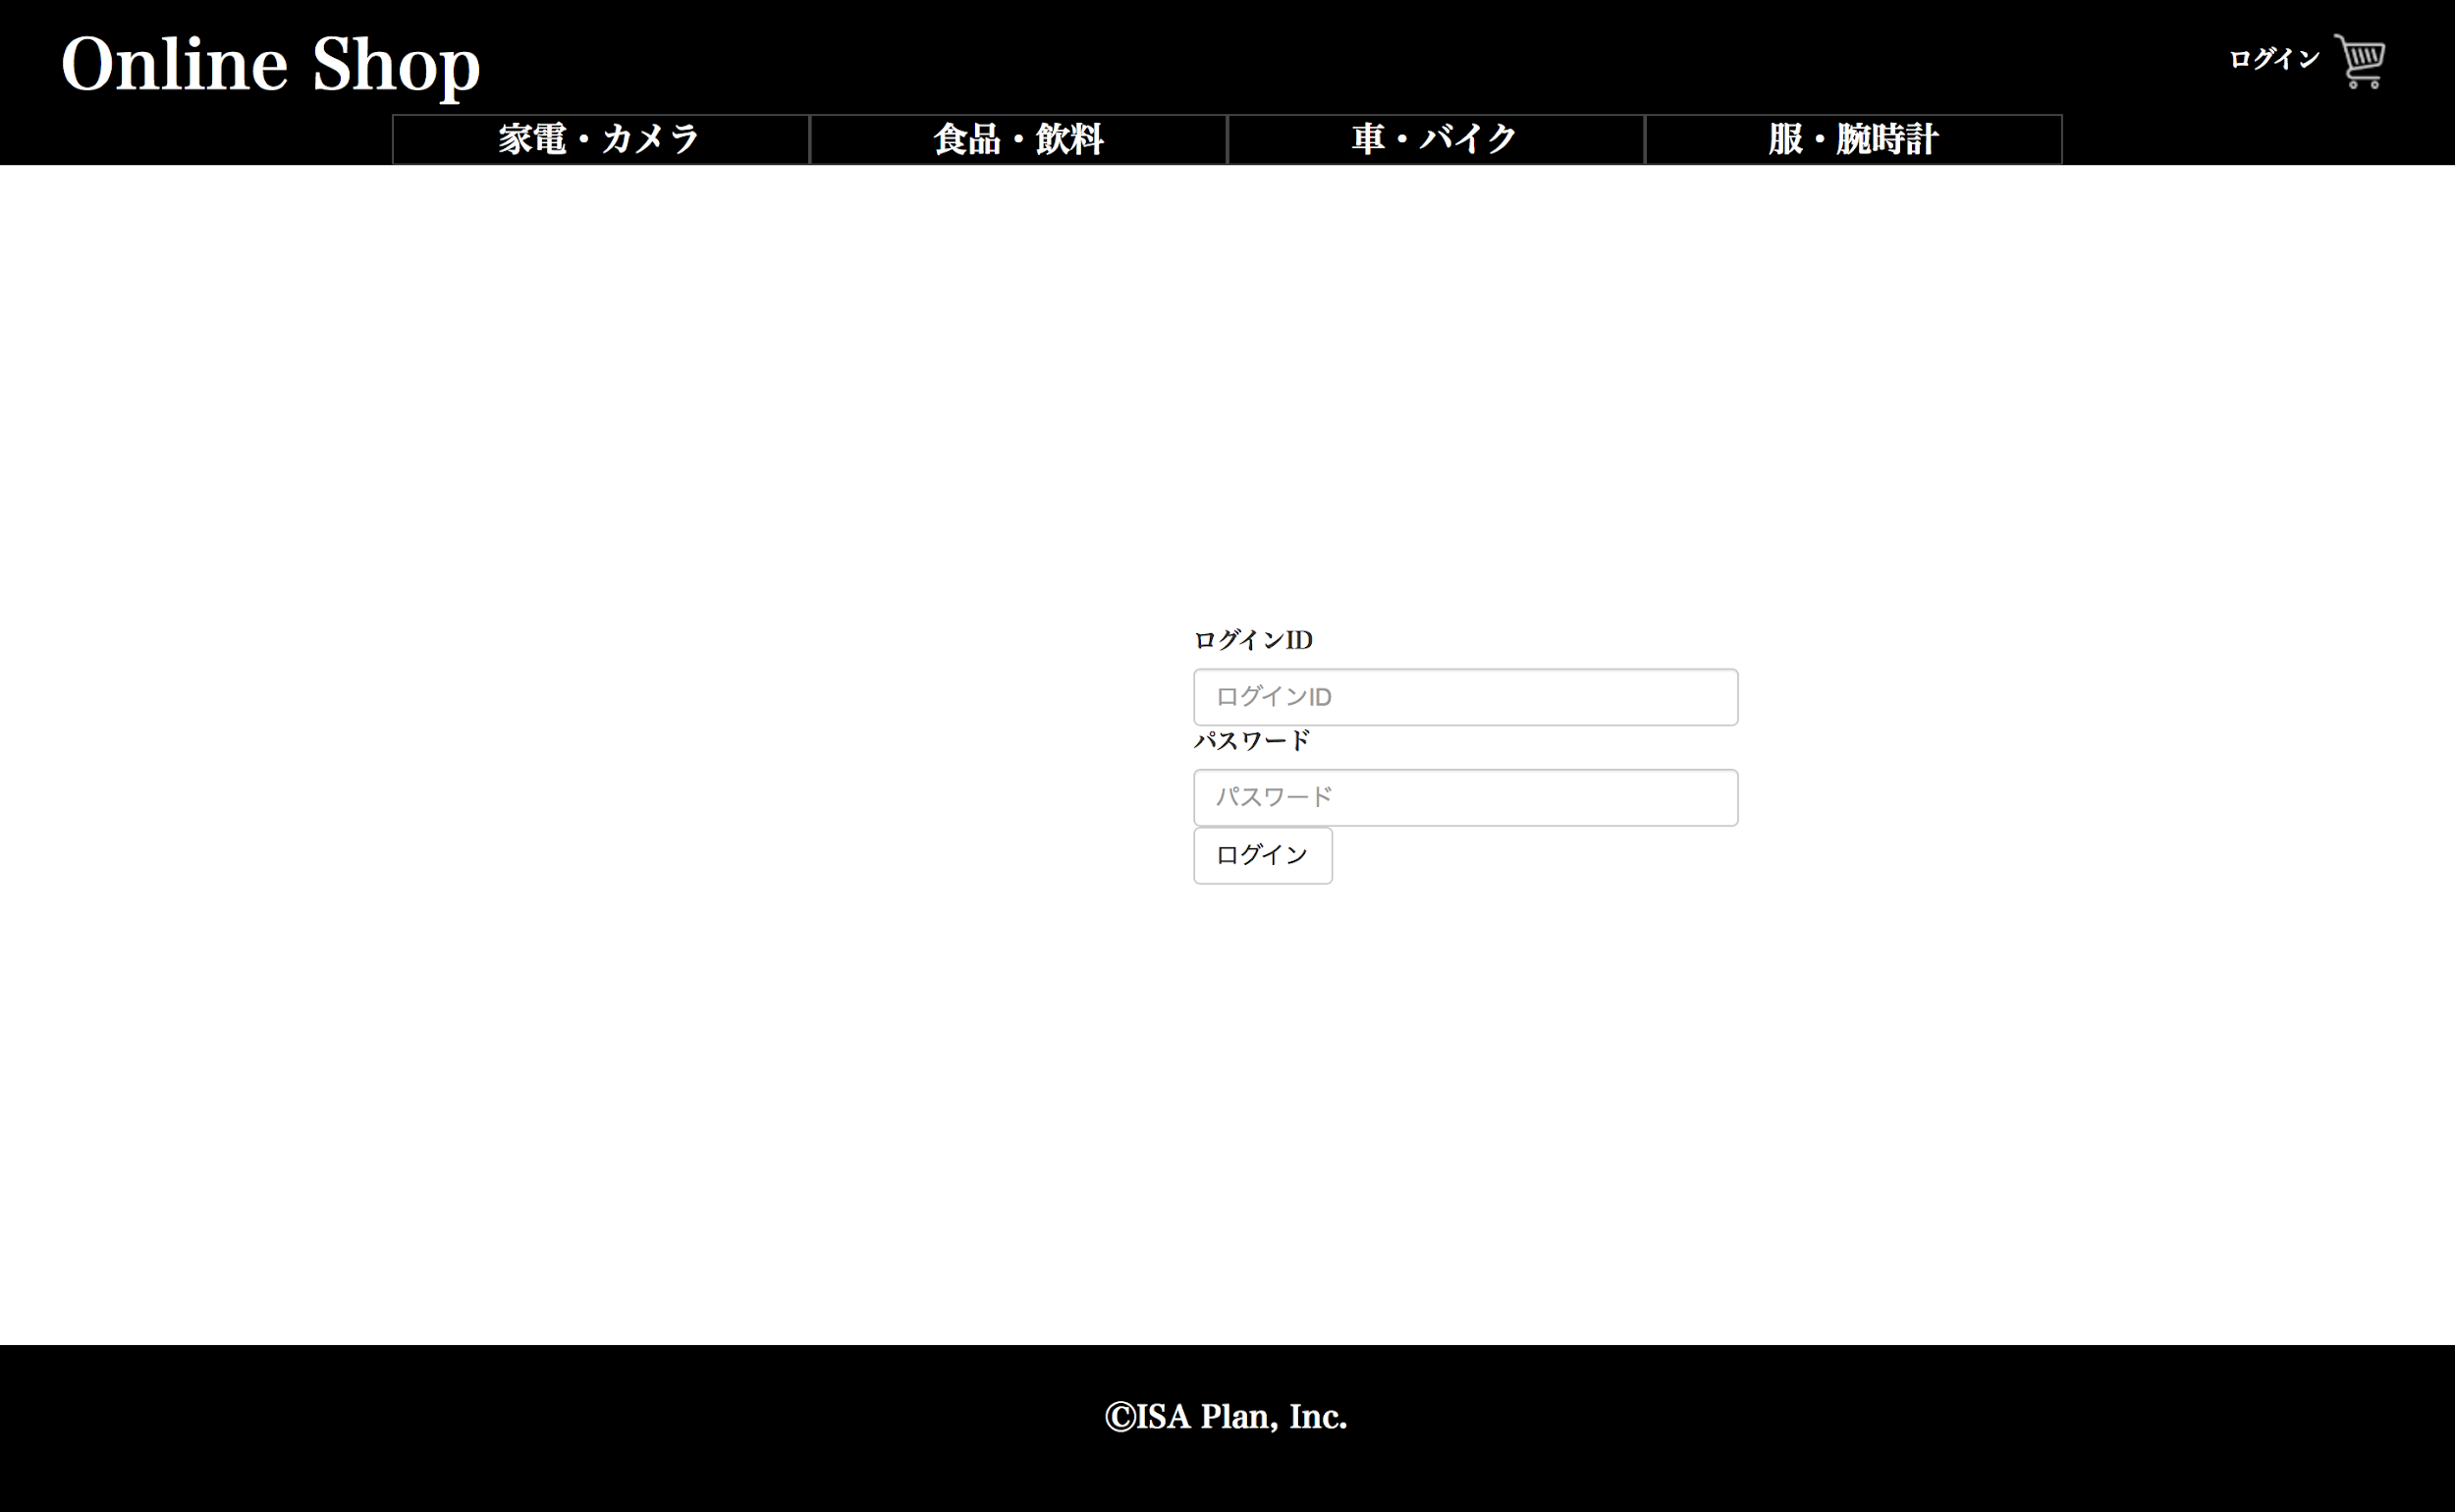 Online Shop
ログイン
家電・カメラ 食品・飲料 車・バイク 服・腕時計
ログインID
ログインID
パスワード
パスワード
ログイン
©ISA Plan, Inc.